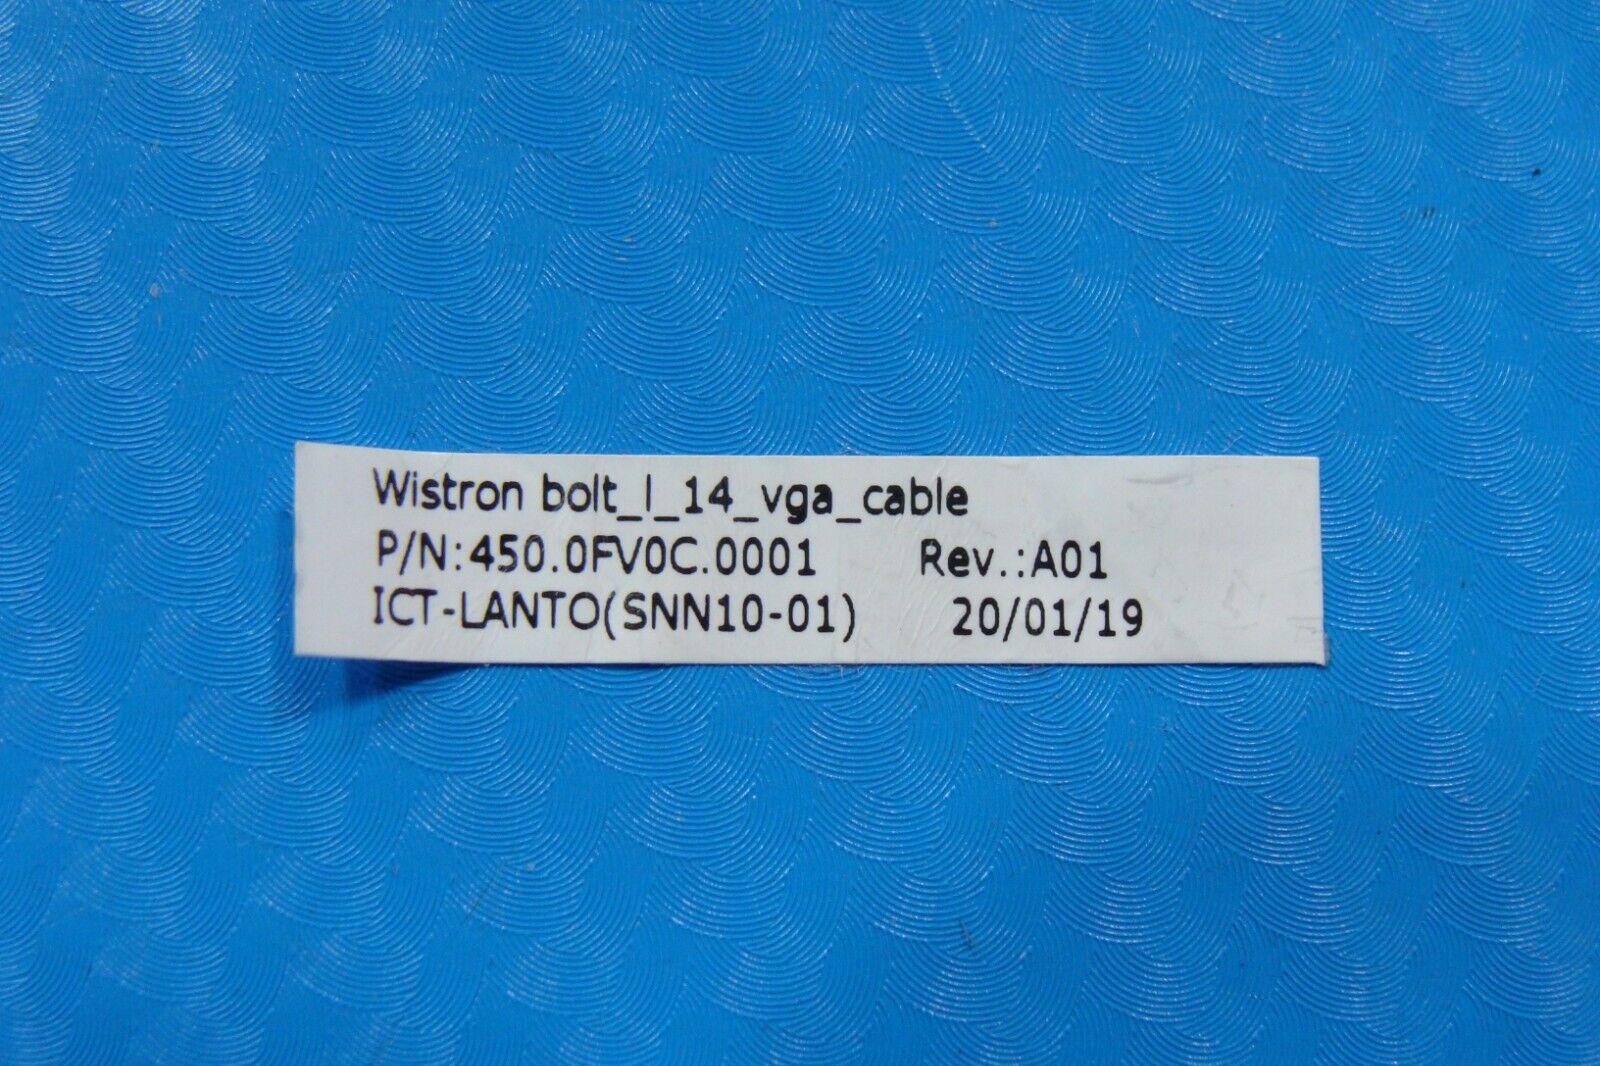 Wistron bolt_l_14_vga_cable
P/N:450.0FV0C.0001 Rev.:A01
ICT-LANTO(SNN10-01) 20/01/19